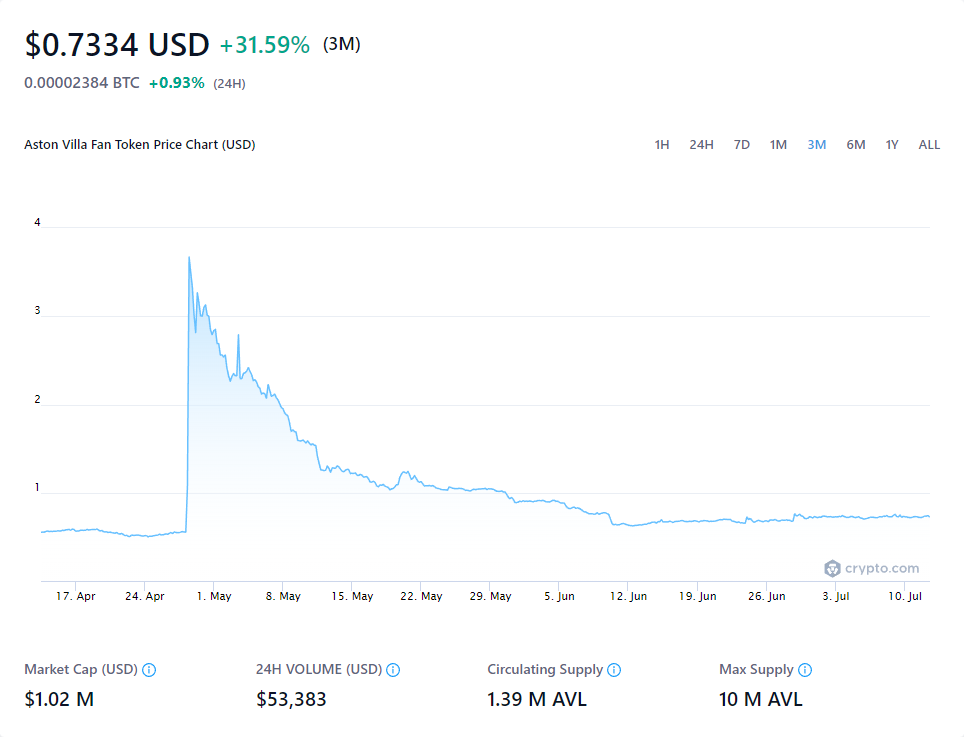 $0.7334 USD +31.59% (3M)
0.00002384 BTC +0.93% (24H)
Aston Villa Fan Token Price Chart (USD) 1H 24H 7D 1M 3M 6M 1Y ALL
4
3
2
1
crypto.com
17. Apr 24. Apr 1. May 8. May 15. May 22. May 29. May 5. Jun 12. Jun 19. Jun 26. Jun 3. Jul 10. Jul
Market Cap (USD) 24H VOLUME (USD) Circulating Supply Max Supply
$1.02 M $53,383 1.39 M AVL 10 M AVL